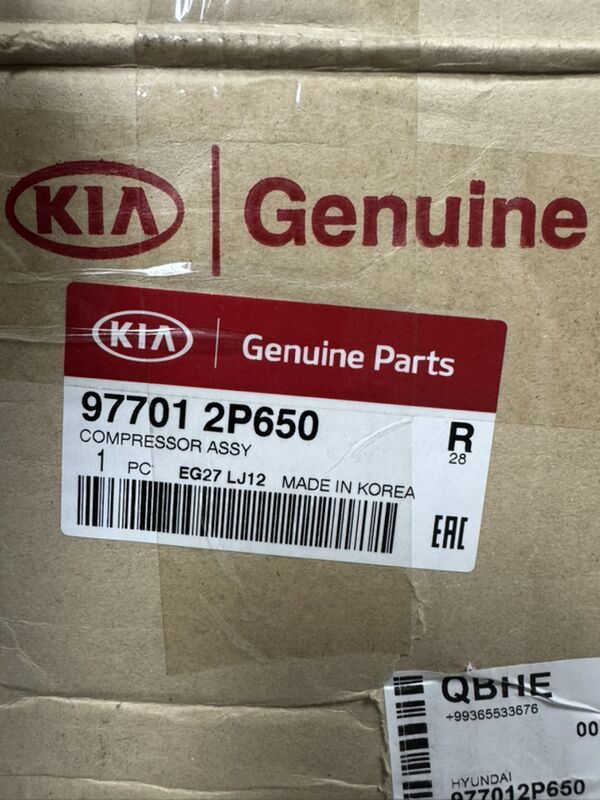 KIA Genuine
KIA Genuine Parts
97701 2P650
COMPRESSOR ASSY
R
28
1 PC EG27 LJ12 MADE IN KOREA
EAC
QBHE
+99365533676
00
HYUNDAI
977012P650